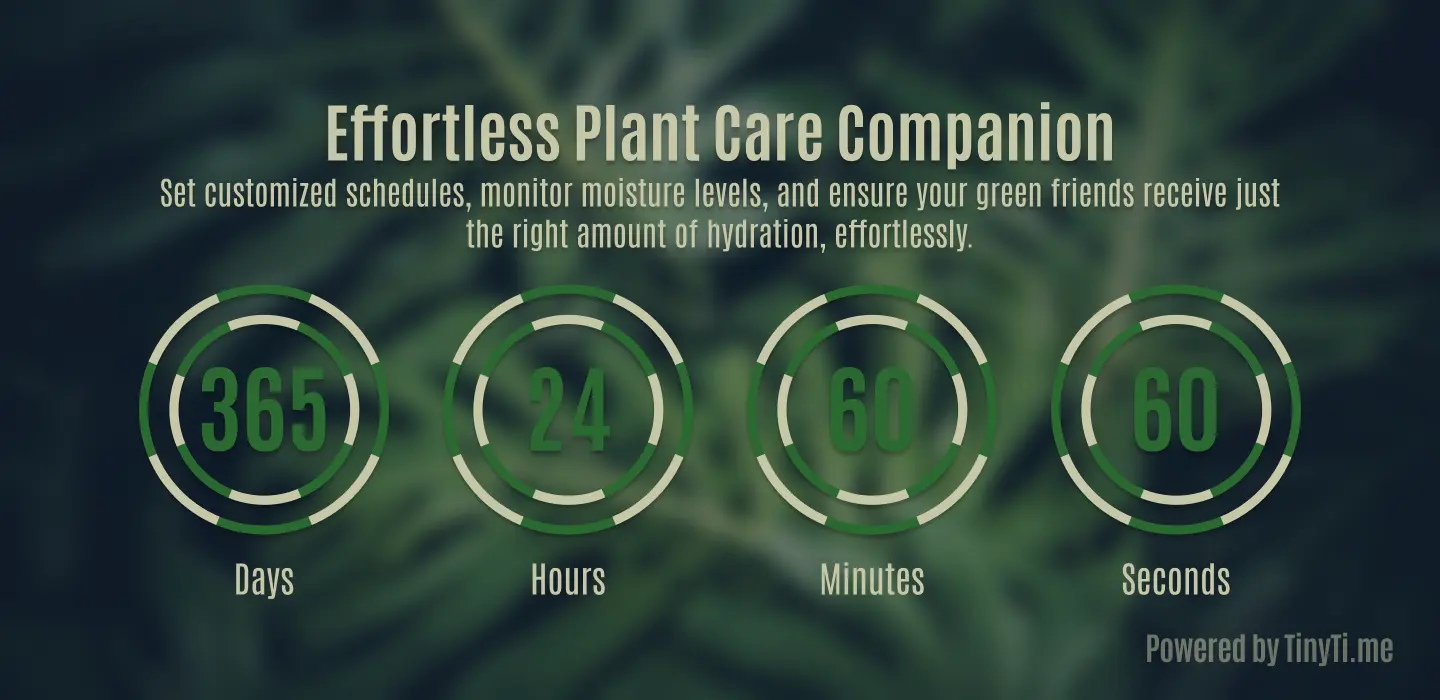 Effortless Plant Care Companion
Set customized schedules, monitor moisture levels, and ensure your green friends receive just
the right amount of hydration, effortlessly.
365 24 60 60
Days Hours Minutes Seconds
Powered by TinyTi.me